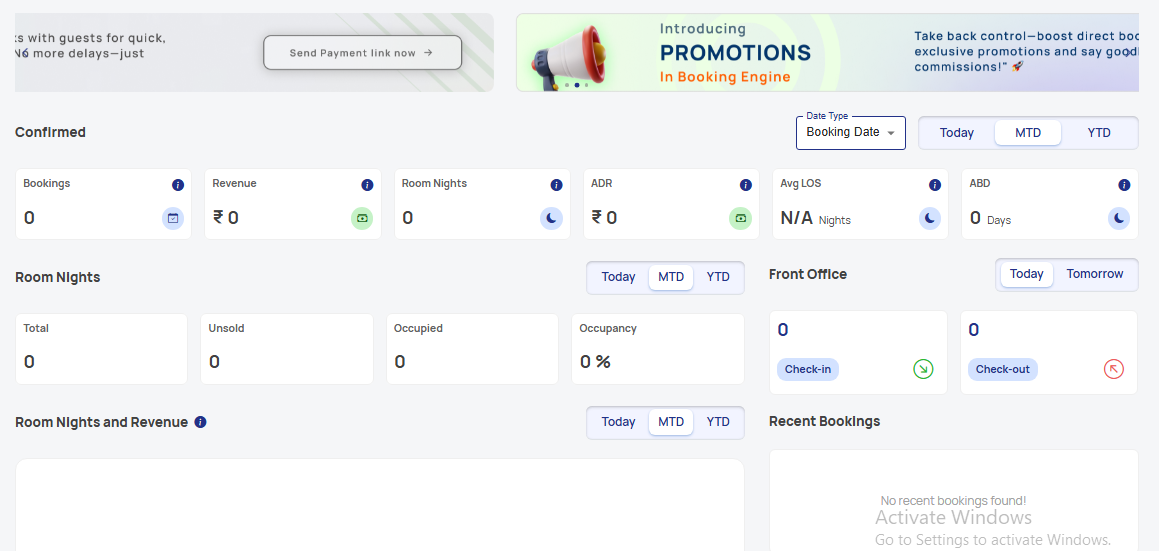 ks with guests for quick,
No more delays—just
Send Payment link now →
Introducing
PROMOTIONS
In Booking Engine
Take back control—boost direct boo
exclusive promotions and say good
commissions!" 🚀
Confirmed
Date Type
Booking Date
Today
MTD
YTD
Bookings
0
Revenue
₹ 0
Room Nights
0
ADR
₹ 0
Avg LOS
N/A Nights
ABD
0 Days
Room Nights
Today
MTD
YTD
Total
0
Unsold
0
Occupied
0
Occupancy
0 %
Front Office
Today
Tomorrow
0
Check-in
0
Check-out
Room Nights and Revenue
Today
MTD
YTD
Recent Bookings
No recent bookings found!
Activate Windows
Go to Settings to activate Windows.